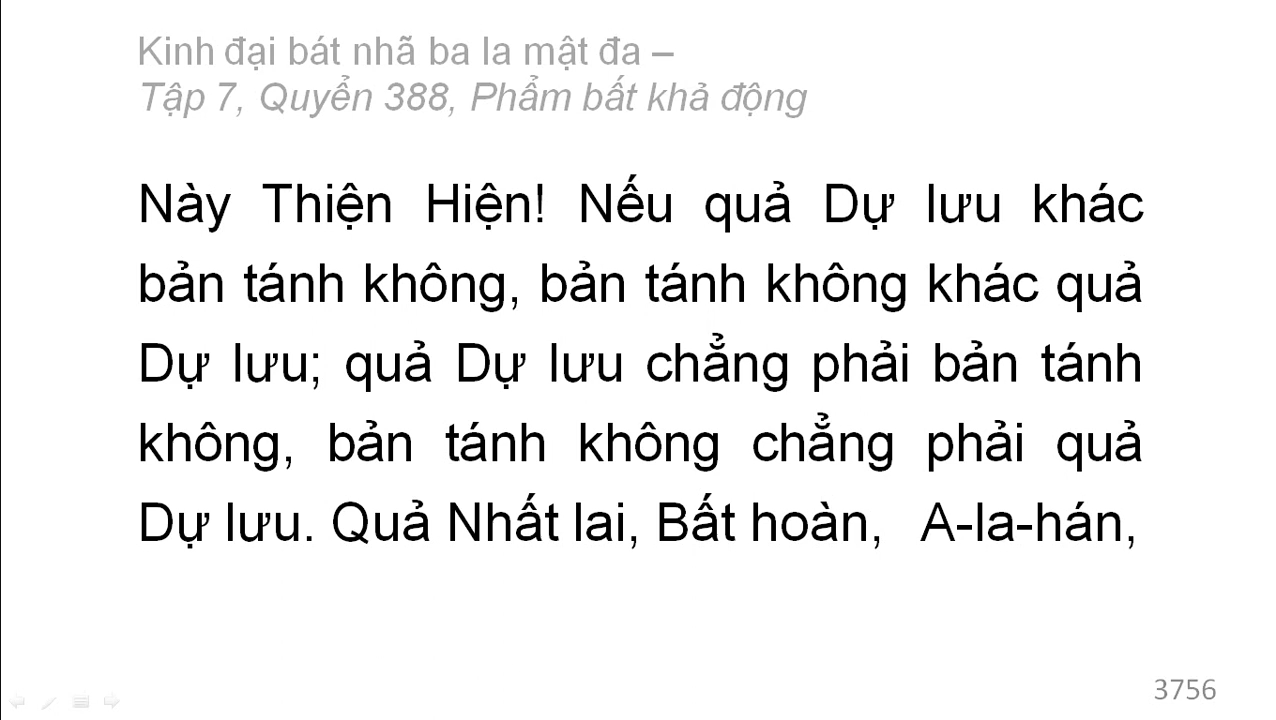 Kinh đại bát nhã ba la mật đa –
Tập 7, Quyển 388, Phẩm bất khả động
Này Thiện Hiện! Nếu quả Dự lưu khác
bản tánh không, bản tánh không khác quả
Dự lưu; quả Dự lưu chẳng phải bản tánh
không, bản tánh không chẳng phải quả
Dự lưu. Quả Nhất lai, Bất hoàn, A-la-hán,
3756